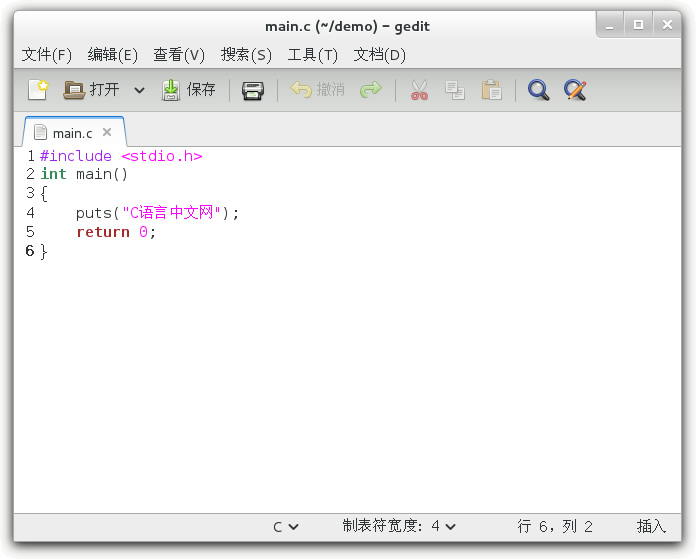 main.c (~/demo) – gedit
文件(F) 编辑(E) 查看(V) 搜索(S) 工具(T) 文档(D)
打开 保存 撤消
main.c
1 #include <stdio.h>
2 int main()
3 {
4     puts("C语言中文网");
5     return 0;
6 }
C 制表符宽度: 4 行 6, 列 2 插入